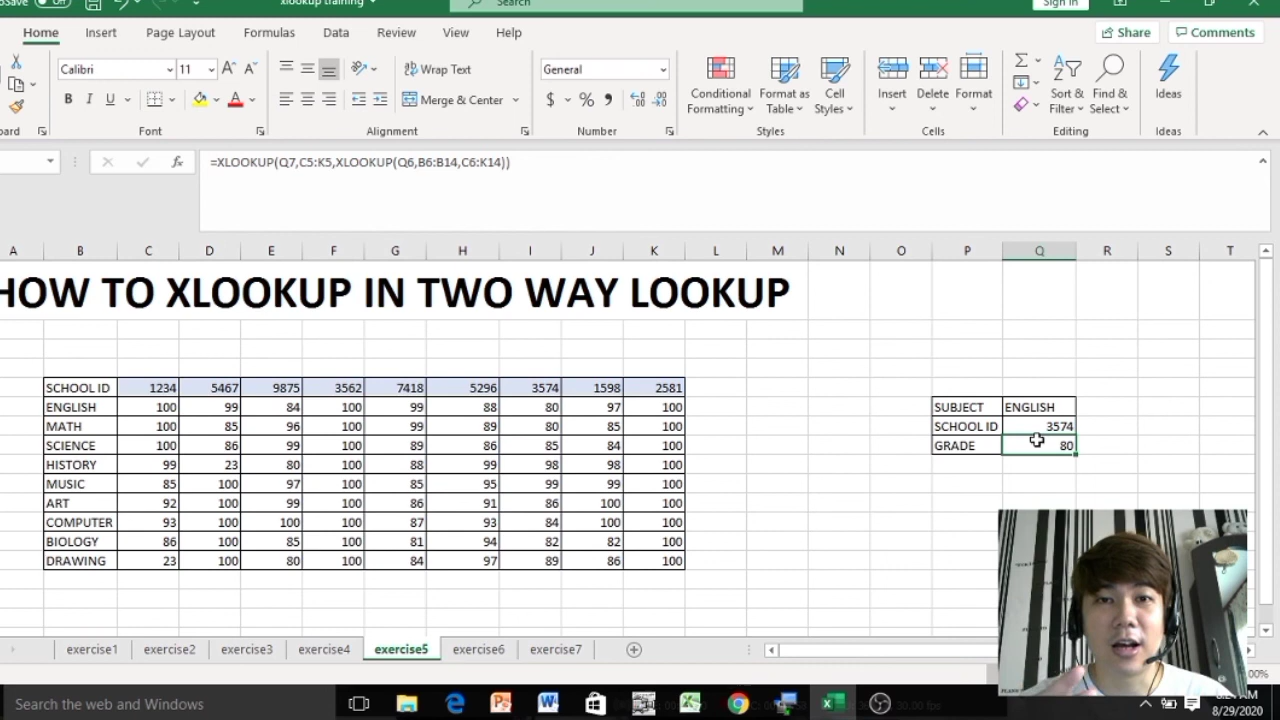 Save Off xlookup training Search Sign in
Home Insert Page Layout Formulas Data Review View Help Share Comments
Calibri 11 Wrap Text General
B I U Merge & Center $ % Conditional Formatting Format as Table Cell Styles Insert Delete Format Sort & Filter Find & Select Ideas
ard Font Alignment Number Styles Cells Editing Ideas
=XLOOKUP(Q7,C5:K5,XLOOKUP(Q6,B6:B14,C6:K14))
A B C D E F G H I J K L M N O P Q R S T
HOW TO XLOOKUP IN TWO WAY LOOKUP
SCHOOL ID 1234 5467 9875 3562 7418 5296 3574 1598 2581
ENGLISH 100 99 84 100 99 88 80 97 100 SUBJECT ENGLISH
MATH 100 85 96 100 99 89 80 85 100 SCHOOL ID 3574
SCIENCE 100 86 99 100 89 86 85 84 100 GRADE 80
HISTORY 99 23 80 100 88 99 98 98 100
MUSIC 85 100 97 100 85 95 99 99 100
ART 92 100 99 100 86 91 86 100 100
COMPUTER 93 100 100 100 87 93 84 100 100
BIOLOGY 86 100 85 100 81 94 82 82 100
DRAWING 23 100 80 100 84 97 89 86 100
exercise1 exercise2 exercise3 exercise4 exercise5 exercise6 exercise7
Search the web and Windows
8/29/2020